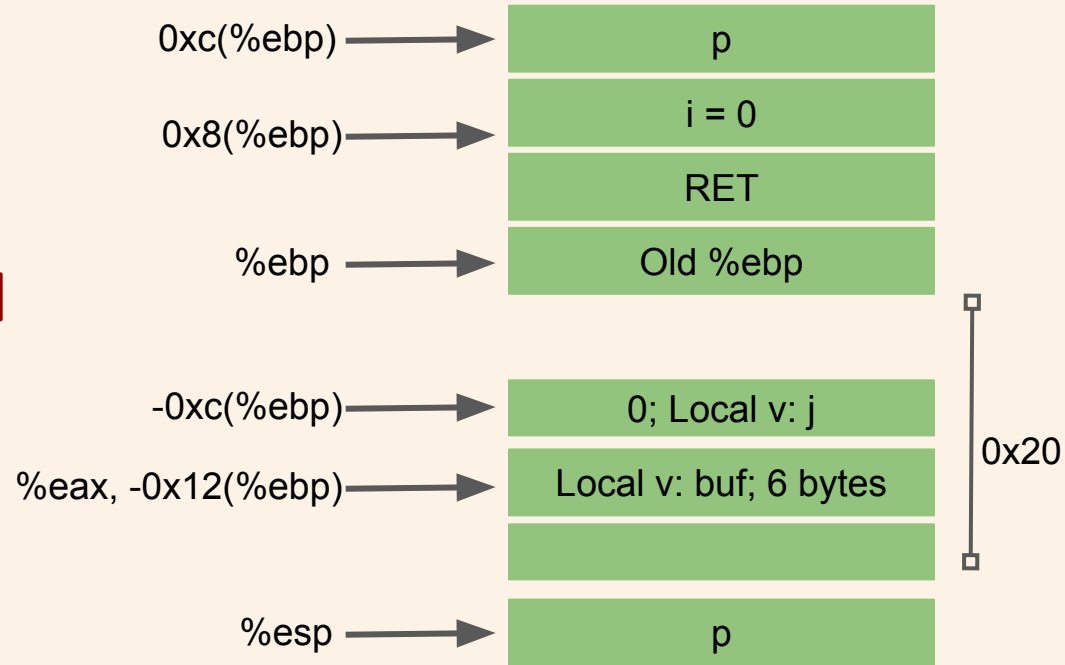 0xc(%ebp)
p
0x8(%ebp)
i = 0
RET
%ebp
Old %ebp
-0xc(%ebp)
0; Local v: j
0x20
%eax, -0x12(%ebp)
Local v: buf; 6 bytes
%esp
p